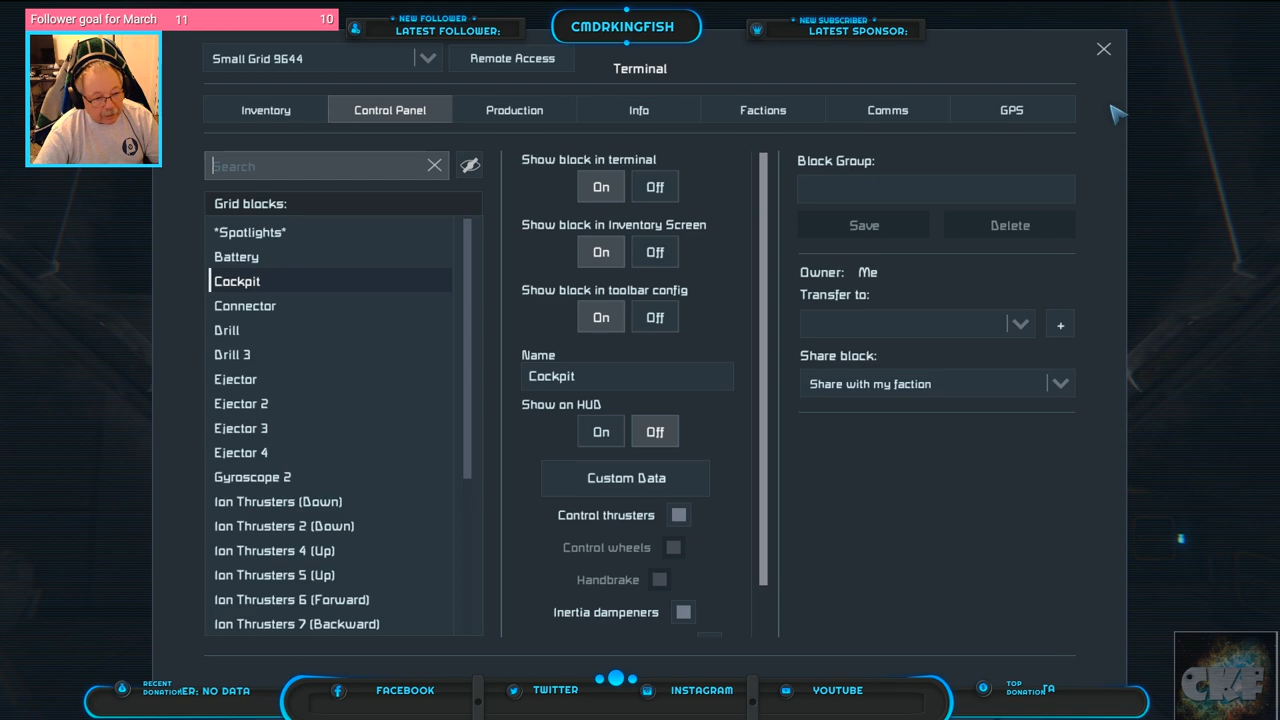 Follower goal for March 11 10
NEW FOLLOWER
LATEST FOLLOWER:
CMDRKINGFISH
NEW SUBSCRIBER
LATEST SPONSOR:
Small Grid 9644
Remote Access
Terminal
Inventory
Control Panel
Production
Info
Factions
Comms
GPS
Search
Grid blocks:
*Spotlights*
Battery
Cockpit
Connector
Drill
Drill 3
Ejector
Ejector 2
Ejector 3
Ejector 4
Gyroscope 2
Ion Thrusters (Down)
Ion Thrusters 2 (Down)
Ion Thrusters 4 (Up)
Ion Thrusters 5 (Up)
Ion Thrusters 6 (Forward)
Ion Thrusters 7 (Backward)
Show block in terminal
On Off
Show block in Inventory Screen
On Off
Show block in toolbar config
On Off
Name
Cockpit
Show on HUD
On Off
Custom Data
Control thrusters
Control wheels
Handbrake
Inertia dampeners
Block Group:
Save Delete
Owner: Me
Transfer to:
+
Share block:
Share with my faction
RECENT
DONATION
ER: NO DATA
FACEBOOK
TWITTER
INSTAGRAM
YOUTUBE
TOP
DONATION
TA
CKF